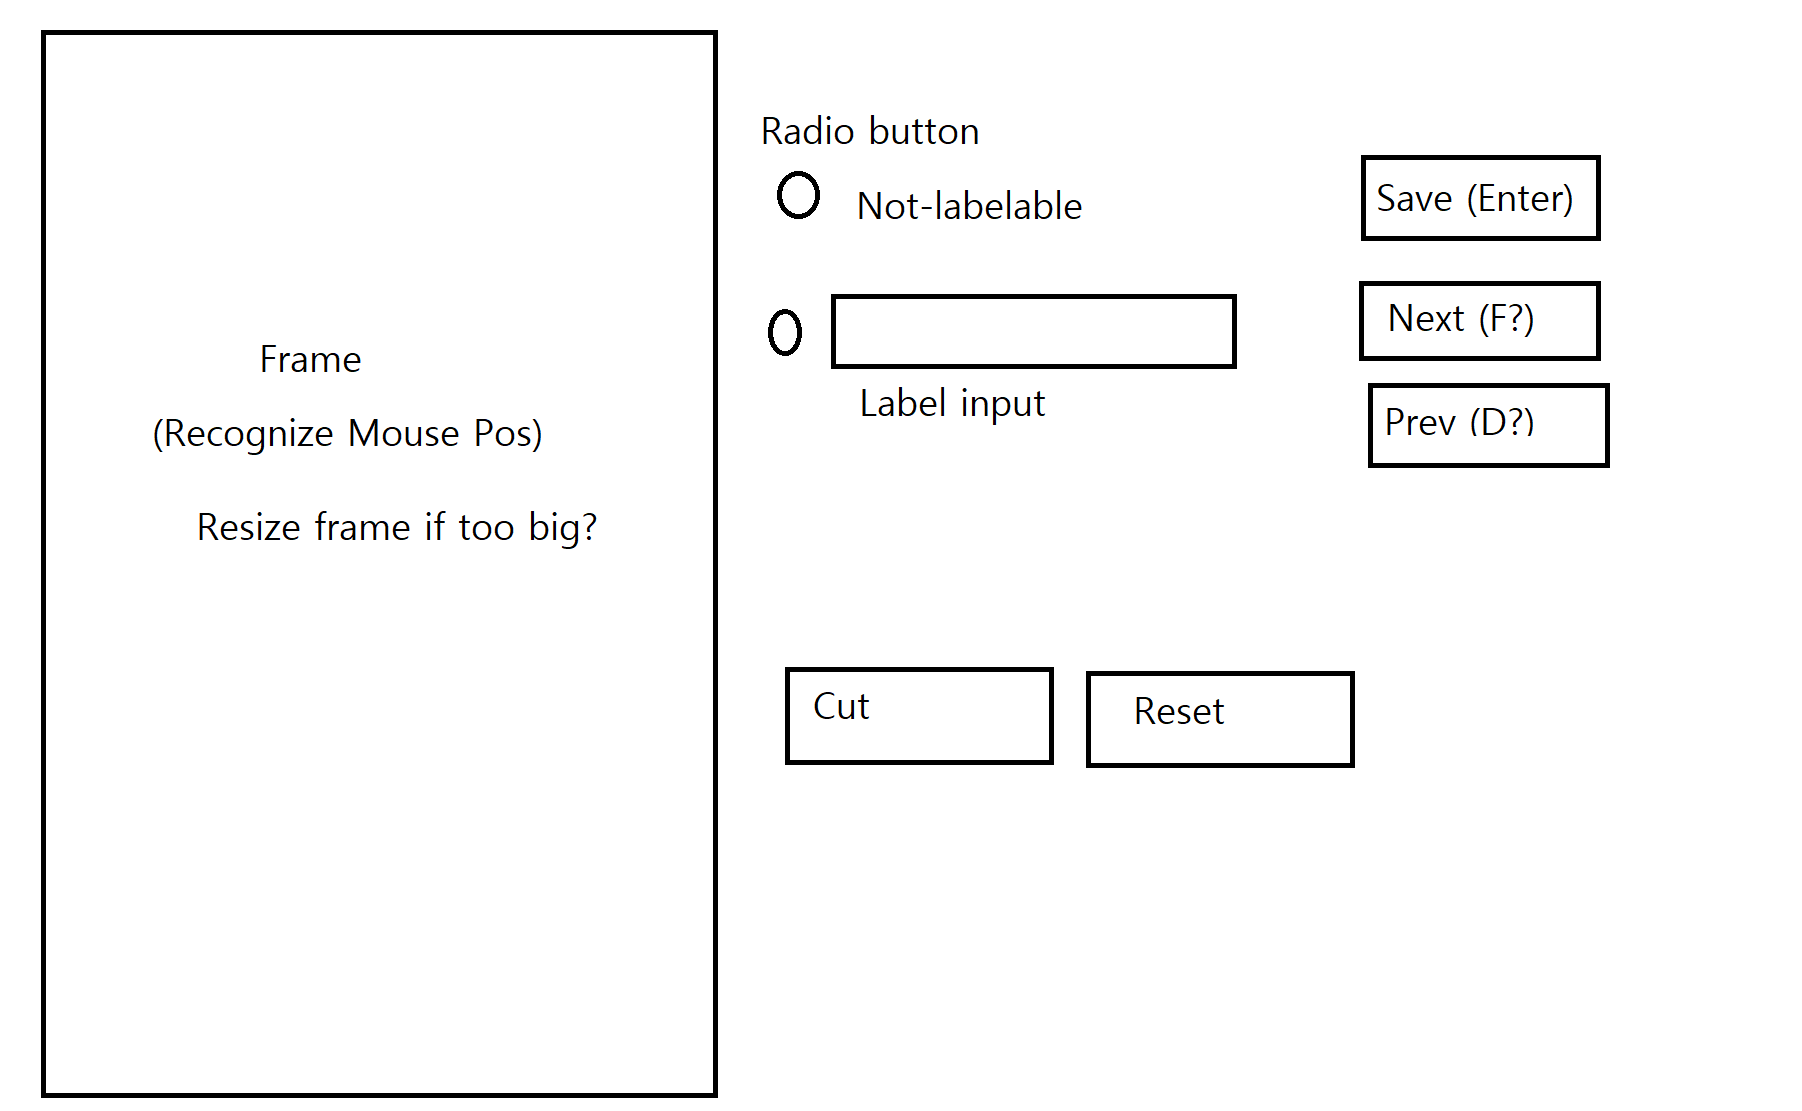 Frame
(Recognize Mouse Pos)
Resize frame if too big?
Radio button
Not-labelable
Label input
Save (Enter)
Next (F?)
Prev (D?)
Cut
Reset